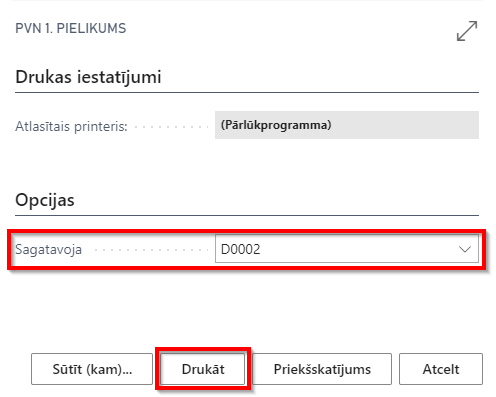 PVN 1. PIELIKUMS
Drukas iestatījumi
Atlasītais printeris: (Pārlūkprogramma)
Opcijas
Sagatavoja D0002
Sūtīt (kam)... Drukāt Priekšskatījums Atcelt